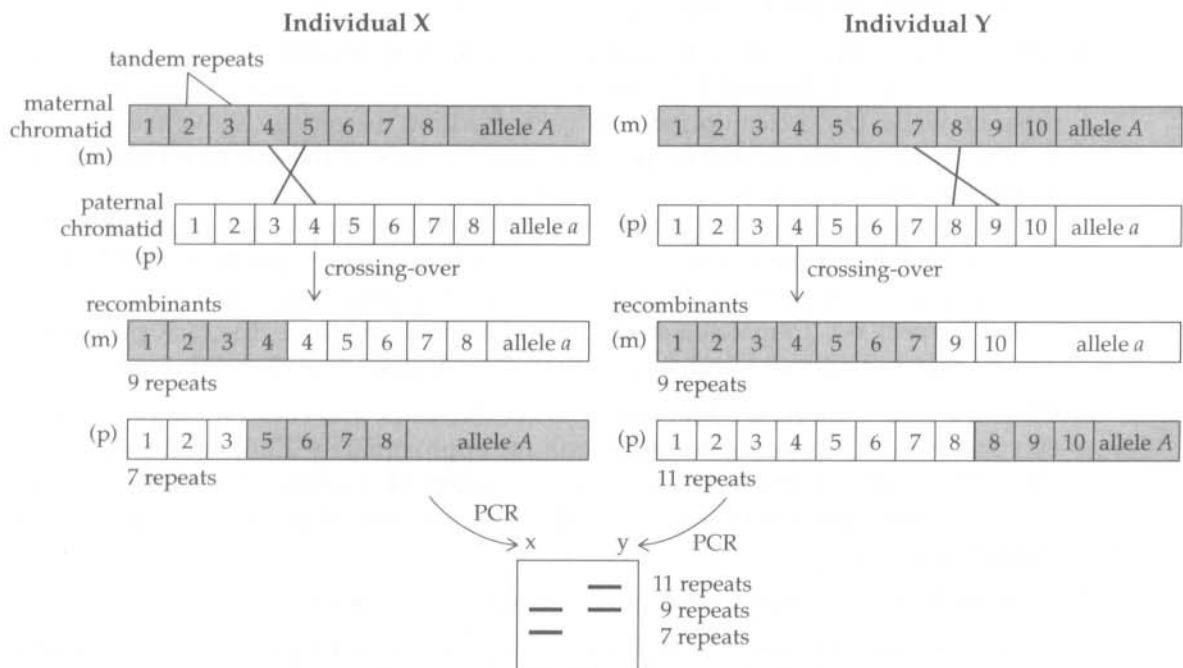 Individual X
Individual Y
tandem repeats
maternal
chromatid
(m)
1 2 3 4 5 6 7 8 allele A
(m) 1 2 3 4 5 6 7 8 9 10 allele A
paternal
chromatid
(p)
1 2 3 4 5 6 7 8 allele a
(p) 1 2 3 4 5 6 7 8 9 10 allele a
crossing-over
crossing-over
recombinants
(m) 1 2 3 4 4 5 6 7 8 allele a
9 repeats
recombinants
(m) 1 2 3 4 5 6 7 9 10 allele a
9 repeats
(p) 1 2 3 5 6 7 8 allele A
7 repeats
(p) 1 2 3 4 5 6 7 8 8 9 10 allele A
11 repeats
PCR
PCR
x y
11 repeats
9 repeats
7 repeats